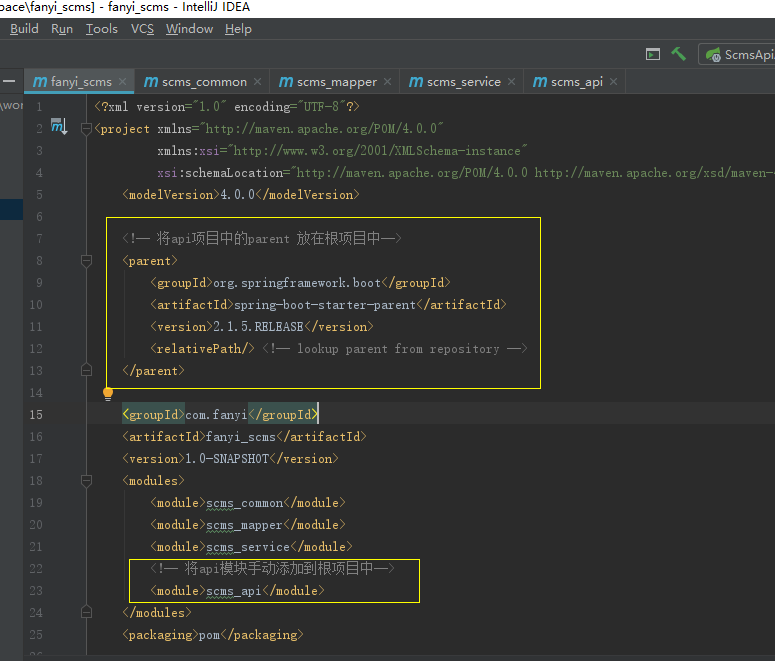 pace\fanyi_scms] - fanyi_scms - IntelliJ IDEA
Build Run Tools VCS Window Help
ScmsApi
fanyi_scms scms_common scms_mapper scms_service scms_api
\wor
1 <?xml version="1.0" encoding="UTF-8"?>
2 <project xmlns="http://maven.apache.org/POM/4.0.0"
3 xmlns:xsi="http://www.w3.org/2001/XMLSchema-instance"
4 xsi:schemaLocation="http://maven.apache.org/POM/4.0.0 http://maven.apache.org/xsd/maven-
5 <modelVersion>4.0.0</modelVersion>
6
7 <!-- 将api项目中的parent 放在根项目中-->
8 <parent>
9 <groupId>org.springframework.boot</groupId>
10 <artifactId>spring-boot-starter-parent</artifactId>
11 <version>2.1.5.RELEASE</version>
12 <relativePath/> <!-- lookup parent from repository -->
13 </parent>
14
15 <groupId>com.fanyi</groupId>
16 <artifactId>fanyi_scms</artifactId>
17 <version>1.0-SNAPSHOT</version>
18 <modules>
19 <module>scms_common</module>
20 <module>scms_mapper</module>
21 <module>scms_service</module>
22 <!-- 将api模块手动添加到根项目中-->
23 <module>scms_api</module>
24 </modules>
25 <packaging>pom</packaging>